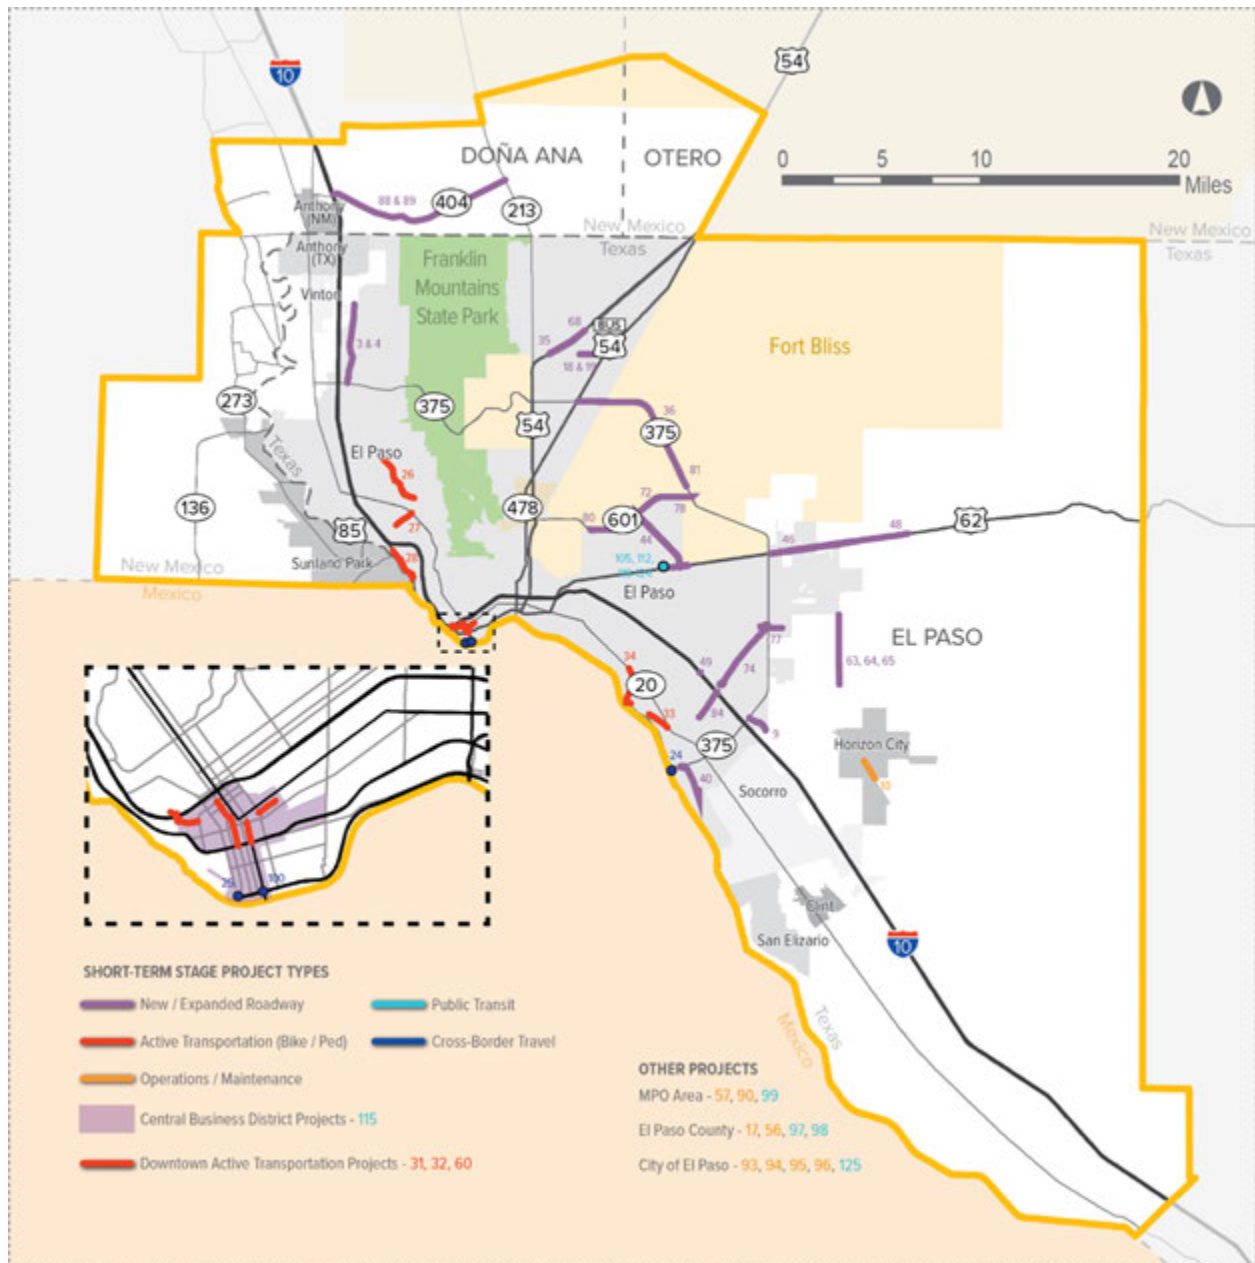 54
10
DOÑA ANA
OTERO
0
5
10
20
Miles
88 & 89
404
213
Anthony
(NM)
New Mexico
Texas
New Mexico
Texas
Anthony
(TX)
Franklin
Mountains
State Park
Vinton
68
BUS
54
35
3 & 4
Fort Bliss
273
375
36
375
54
Texas
El Paso
26
81
136
478
72
78
601
80
27
85
44
62
48
46
28
105, 112,
Sunland Park
New Mexico
Mexico
El Paso
EL PASO
77
34
49
74
63, 64, 65
20
33
84
9
375
24
Horizon City
40
Socorro
10
25
100
Clint
San Elizario
10
SHORT-TERM STAGE PROJECT TYPES
New / Expanded Roadway
Public Transit
Active Transportation (Bike / Ped)
Cross-Border Travel
Operations / Maintenance
Central Business District Projects - 115
Downtown Active Transportation Projects - 31, 32, 60
Texas
Mexico
OTHER PROJECTS
MPO Area - 57, 90, 99
El Paso County - 17, 56, 97, 98
City of El Paso - 93, 94, 95, 96, 125